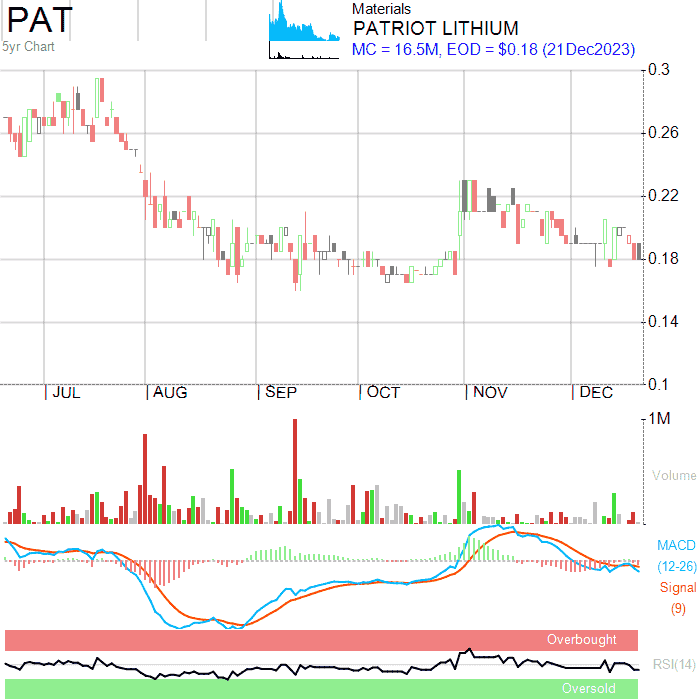 PAT
5yr Chart
Materials
PATRIOT LITHIUM
MC = 16.5M, EOD = $0.18 (21Dec2023)
0.3
0.26
0.22
0.18
0.14
0.1
JUL AUG SEP OCT NOV DEC
1M
Volume
MACD
(12-26)
Signal
(9)
Overbought
RSI(14)
Oversold